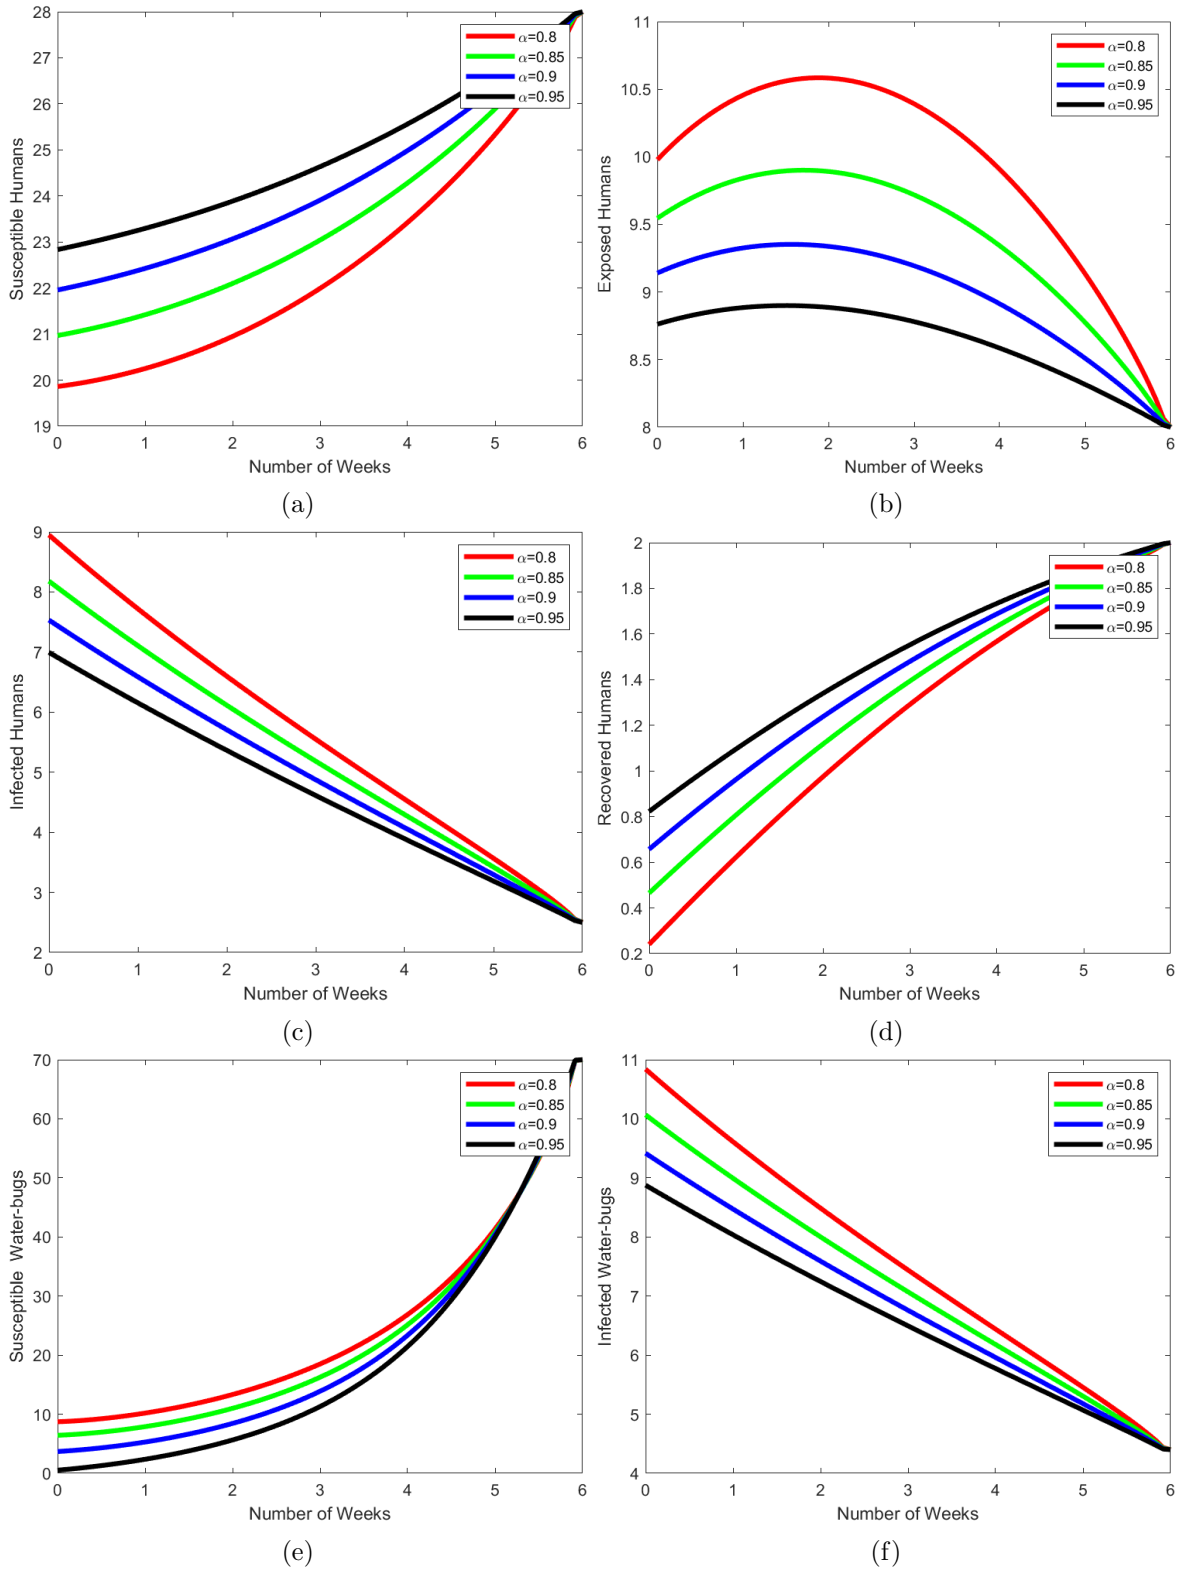 28
27
26
25
24
23
22
21
20
19
Susceptible Humans
0 1 2 3 4 5 6
Number of Weeks
α=0.8
α=0.85
α=0.9
α=0.95
(a)
11
10.5
10
9.5
9
8.5
8
Exposed Humans
0 1 2 3 4 5 6
Number of Weeks
α=0.8
α=0.85
α=0.9
α=0.95
(b)
9
8
7
6
5
4
3
2
Infected Humans
0 1 2 3 4 5 6
Number of Weeks
α=0.8
α=0.85
α=0.9
α=0.95
(c)
2
1.8
1.6
1.4
1.2
1
0.8
0.6
0.4
0.2
Recovered Humans
0 1 2 3 4 5 6
Number of Weeks
α=0.8
α=0.85
α=0.9
α=0.95
(d)
70
60
50
40
30
20
10
0
Susceptible Water-bugs
0 1 2 3 4 5 6
Number of Weeks
α=0.8
α=0.85
α=0.9
α=0.95
(e)
11
10
9
8
7
6
5
4
Infected Water-bugs
0 1 2 3 4 5 6
Number of Weeks
α=0.8
α=0.85
α=0.9
α=0.95
(f)